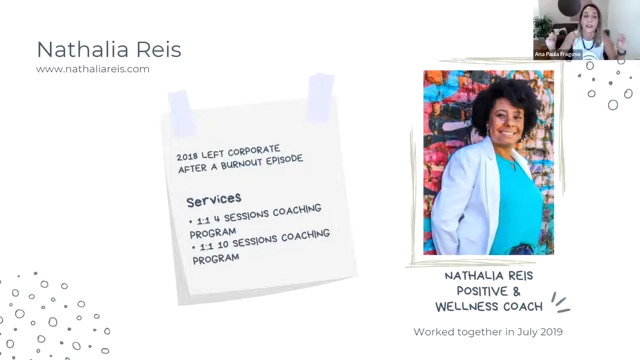 Nathalia Reis
www.nathaliareis.com
Ana Paula Fragoso
2018 LEFT CORPORATE
AFTER A BURNOUT EPISODE
Services
• 1:1 4 SESSIONS COACHING
PROGRAM
• 1:1 10 SESSIONS COACHING
PROGRAM
NATHALIA REIS
POSITIVE &
WELLNESS COACH
Worked together in July 2019